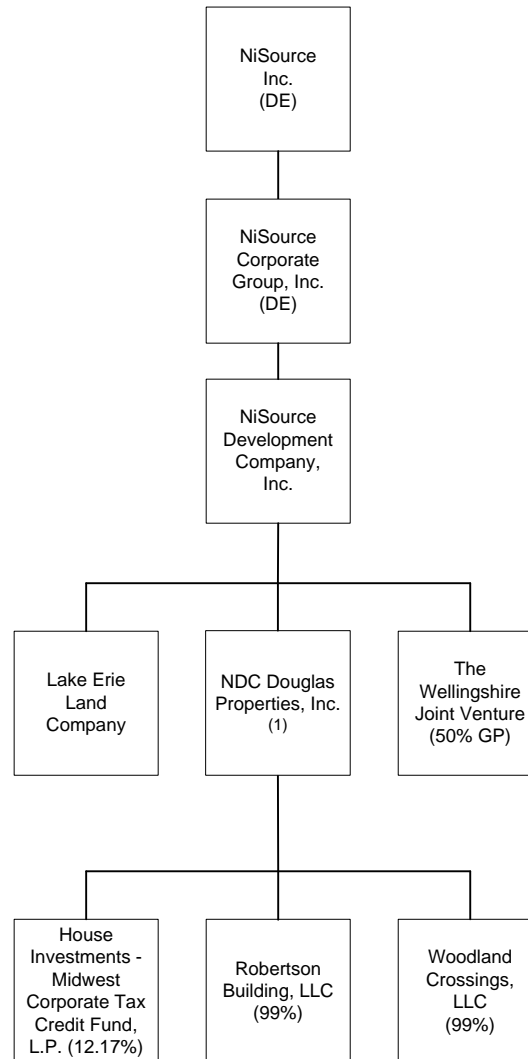 NiSource
Inc.
(DE)
NiSource
Corporate
Group, Inc.
(DE)
NiSource
Development
Company,
Inc.
Lake Erie
Land
Company
NDC Douglas
Properties, Inc.
(1)
The
Wellingshire
Joint Venture
(50% GP)
House
Investments -
Midwest
Corporate Tax
Credit Fund,
L.P. (12.17%)
Robertson
Building, LLC
(99%)
Woodland
Crossings,
LLC
(99%)